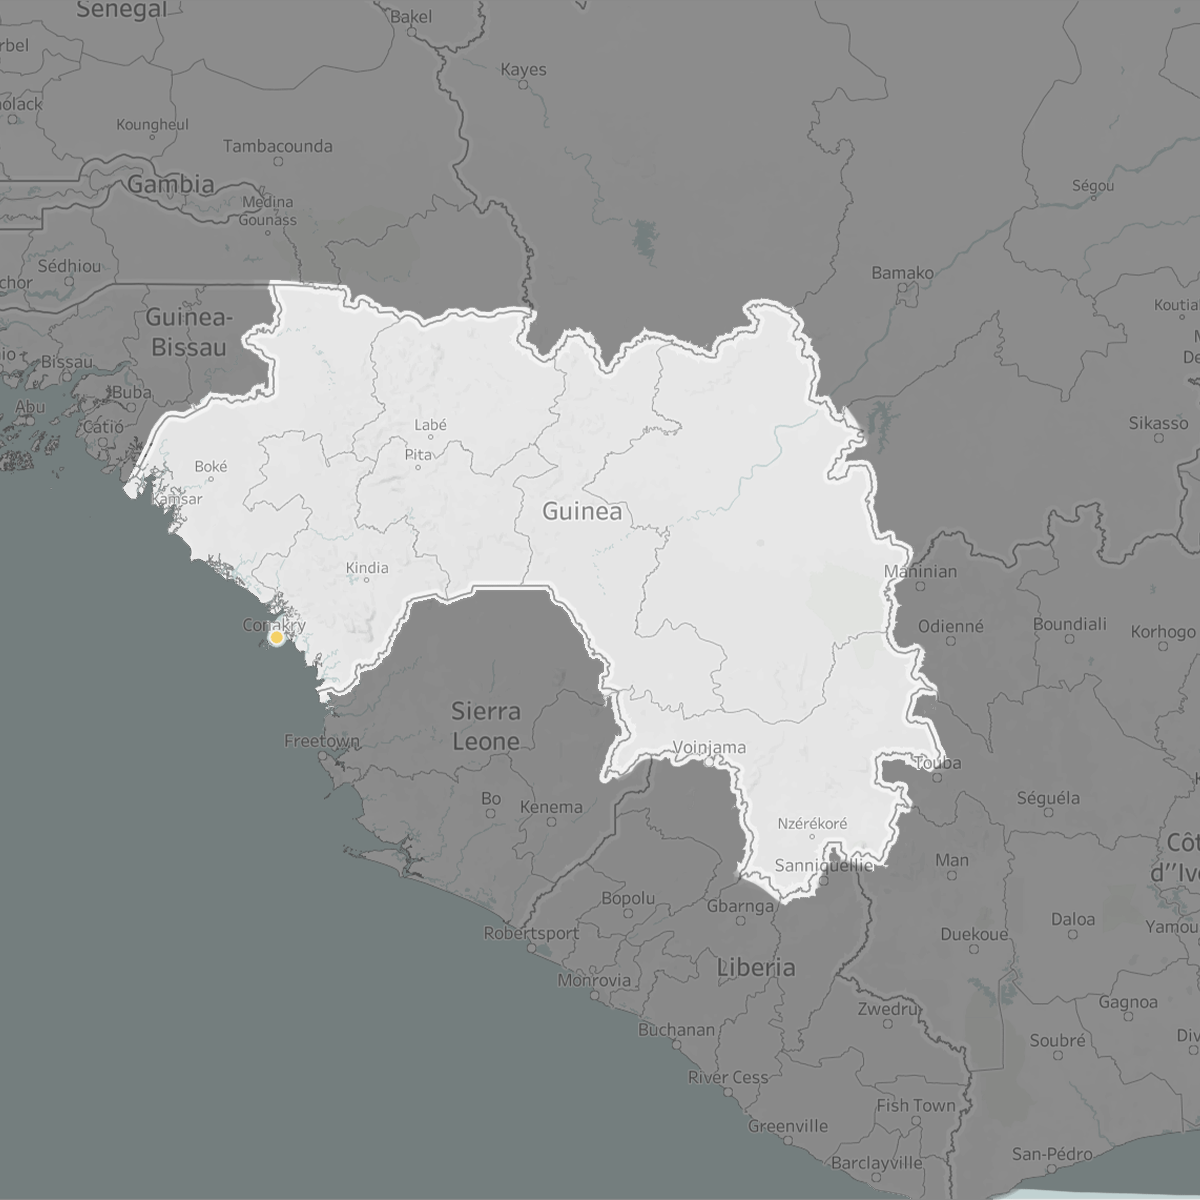 Senegal
Bakel
rbel
Kayes
olack
Koungheul
Tambacounda
Gambia
Ségou
Medina
Gounass
Sédhiou
chor
Bamako
Guinea-
Bissau
Koutia
Bissau
Buba
Abu
Cátió
Labé
Sikasso
Pita
Boké
Kamsar
Guinea
Kindia
Maninian
Conakry
Odienné
Boundiali
Korhogo
Sierra
Leone
Freetown
Voinjama
Touba
Bo
Kenema
Séguéla
Nzérékoré
Sanniquellie
Man
Côt
d''Ivo
Bopolu
Gbarnga
Daloa
Yamou
Robertsport
Duekoue
Liberia
Monrovia
Gagnoa
Zwedru
Buchanan
Soubré
Div
River Cess
Fish Town
Greenville
San-Pédro
Barclayville